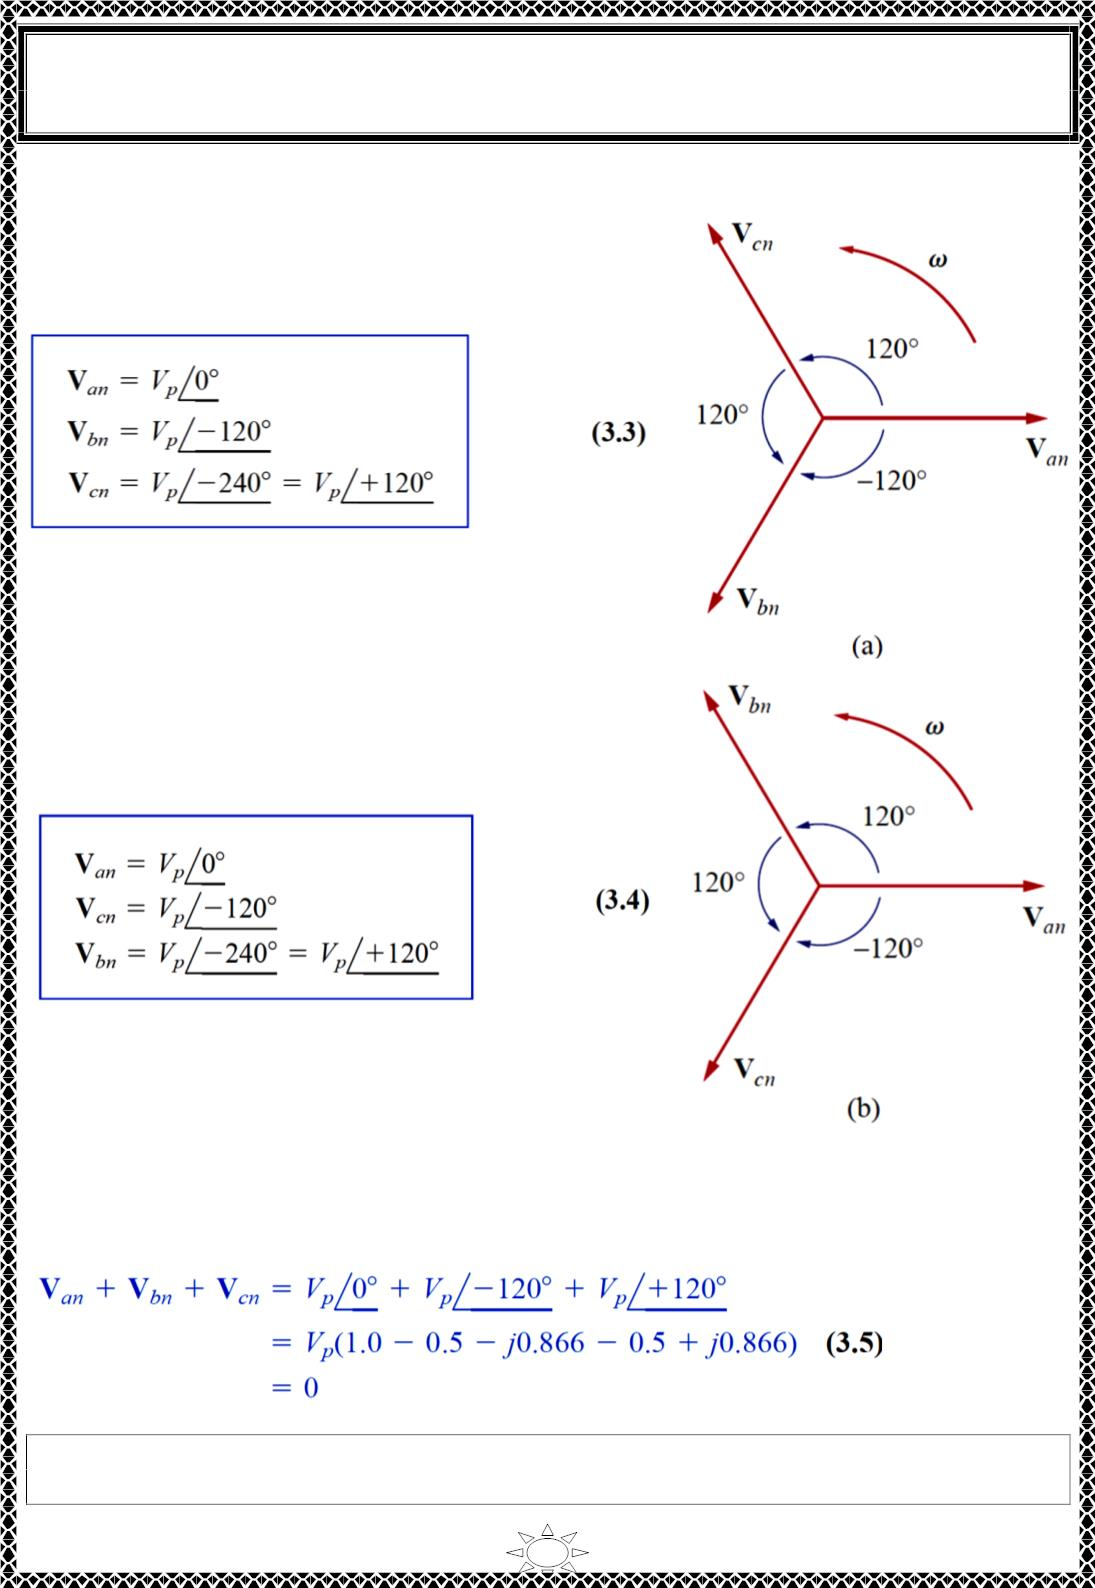 V_cn
ω
120°
120°
V_an
−120°
V_bn
(a)
V_an = V_p/0°
V_bn = V_p/−120°
V_cn = V_p/−240° = V_p/+120°
(3.3)
V_bn
ω
120°
120°
V_an
−120°
V_cn
(b)
V_an = V_p/0°
V_cn = V_p/−120°
V_bn = V_p/−240° = V_p/+120°
(3.4)
V_an + V_bn + V_cn = V_p/0° + V_p/−120° + V_p/+120°
= V_p(1.0 − 0.5 − j0.866 − 0.5 + j0.866) (3.5)
= 0